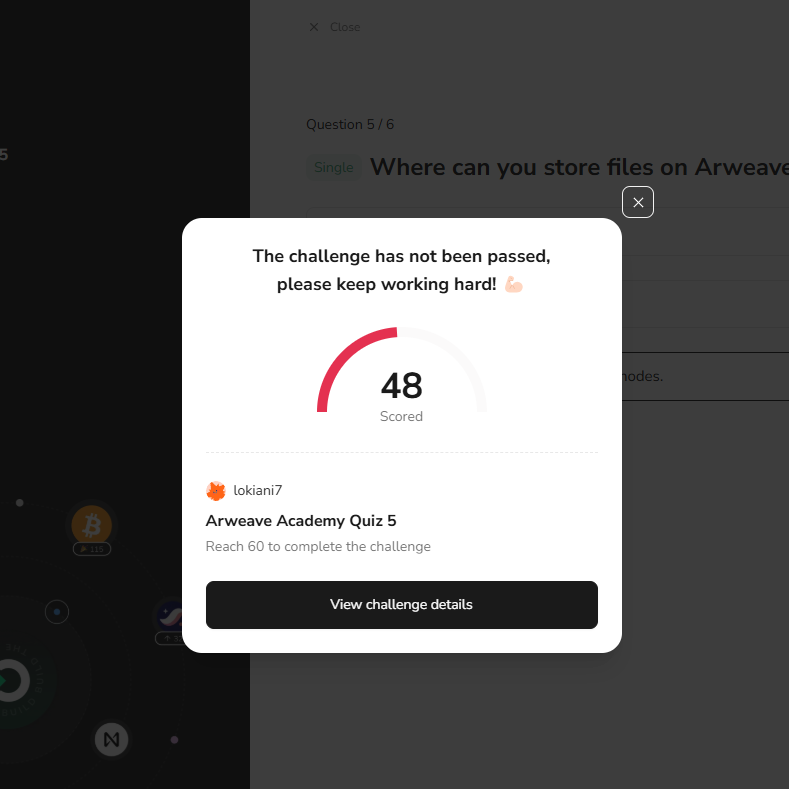 Close
Question 5 / 6
5
Single Where can you store files on Arweave
The challenge has not been passed,
please keep working hard! 💪🏻
48
Scored
nodes.
lokiani7
Arweave Academy Quiz 5
Reach 60 to complete the challenge
View challenge details
115